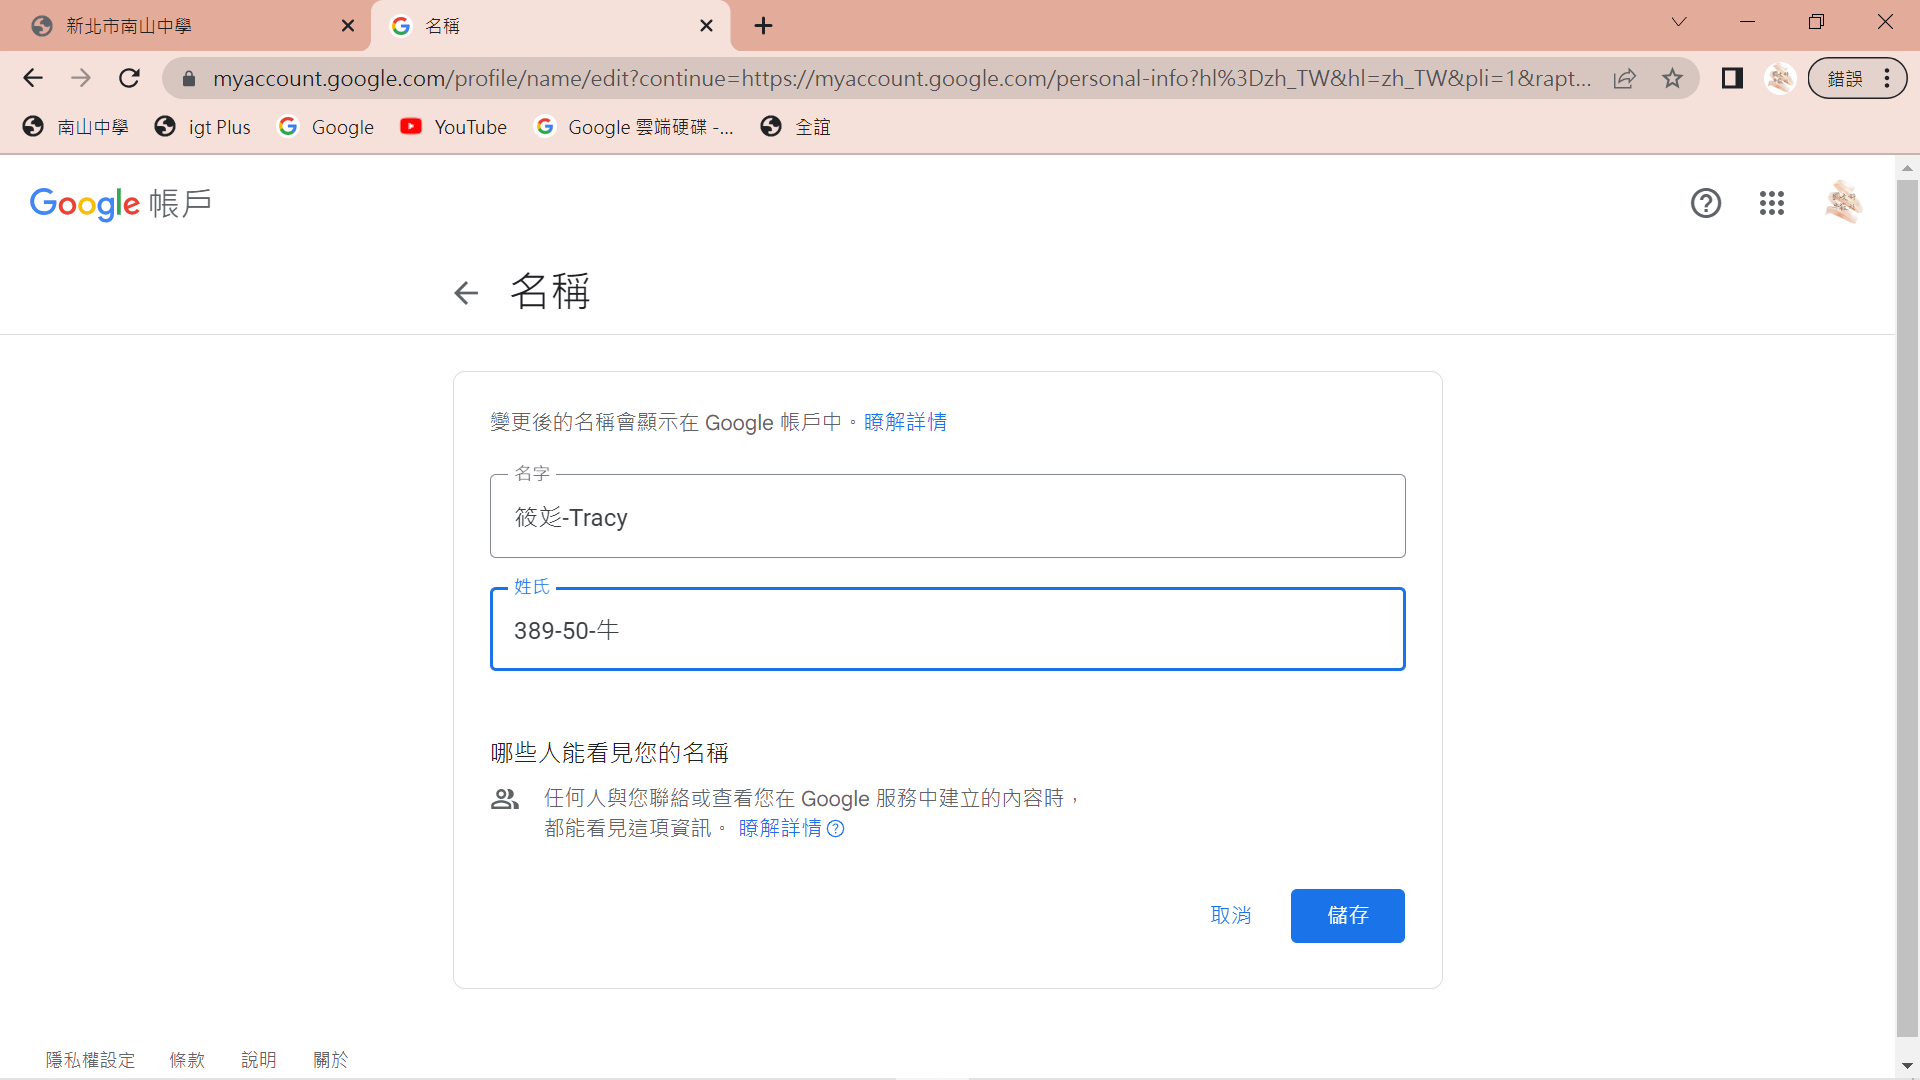 新北市南山中學
名稱
myaccount.google.com/profile/name/edit?continue=https://myaccount.google.com/personal-info?hl%3Dzh_TW&hl=zh_TW&pli=1&rapt...
錯誤
南山中學
igt Plus
Google
YouTube
Google 雲端硬碟 -...
全誼
Google 帳戶
名稱
變更後的名稱會顯示在 Google 帳戶中。瞭解詳情
名字
筱彣-Tracy
姓氏
389-50-牛
哪些人能看見您的名稱
任何人與您聯絡或查看您在 Google 服務中建立的內容時，
都能看見這項資訊。 瞭解詳情
取消
儲存
隱私權設定
條款
說明
關於